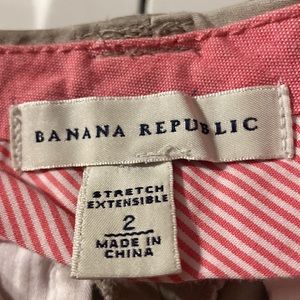 BANANA REPUBLIC
STRETCH
EXTENSIBLE
2
MADE IN
CHINA